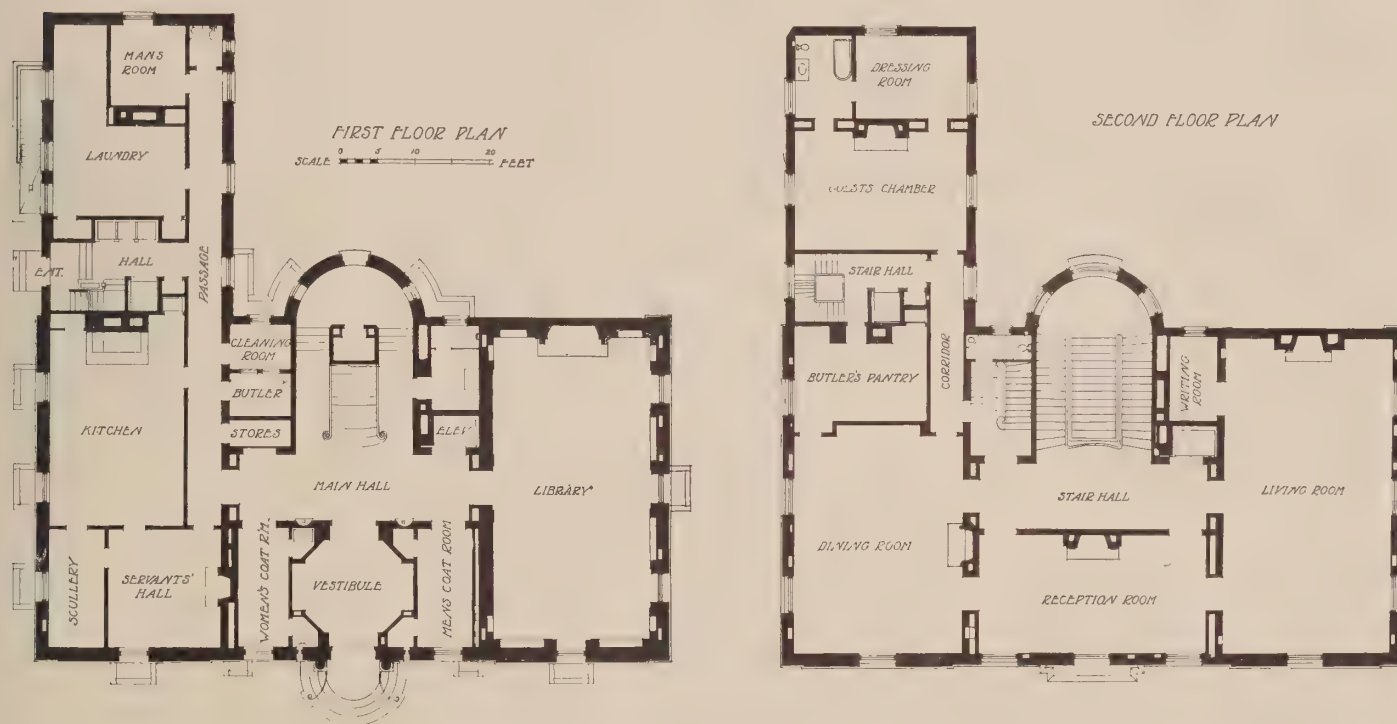 FIRST FLOOR PLAN
SCALE 0 5 10 20 FEET
MANS
ROOM
LAUNDRY
ENT.
HALL
PASSAGE
CLEANING
ROOM
BUTLER
STORES
KITCHEN
ELEV.
MAIN HALL
LIBRARY
SCULLERY
SERVANTS'
HALL
WOMEN'S COAT R'M.
VESTIBULE
MENS COAT ROOM
SECOND FLOOR PLAN
DRESSING
ROOM
GUESTS CHAMBER
STAIR HALL
BUTLER'S PANTRY
CORRIDOR
WRITING
ROOM
DINING ROOM
STAIR HALL
LIVING ROOM
RECEPTION ROOM